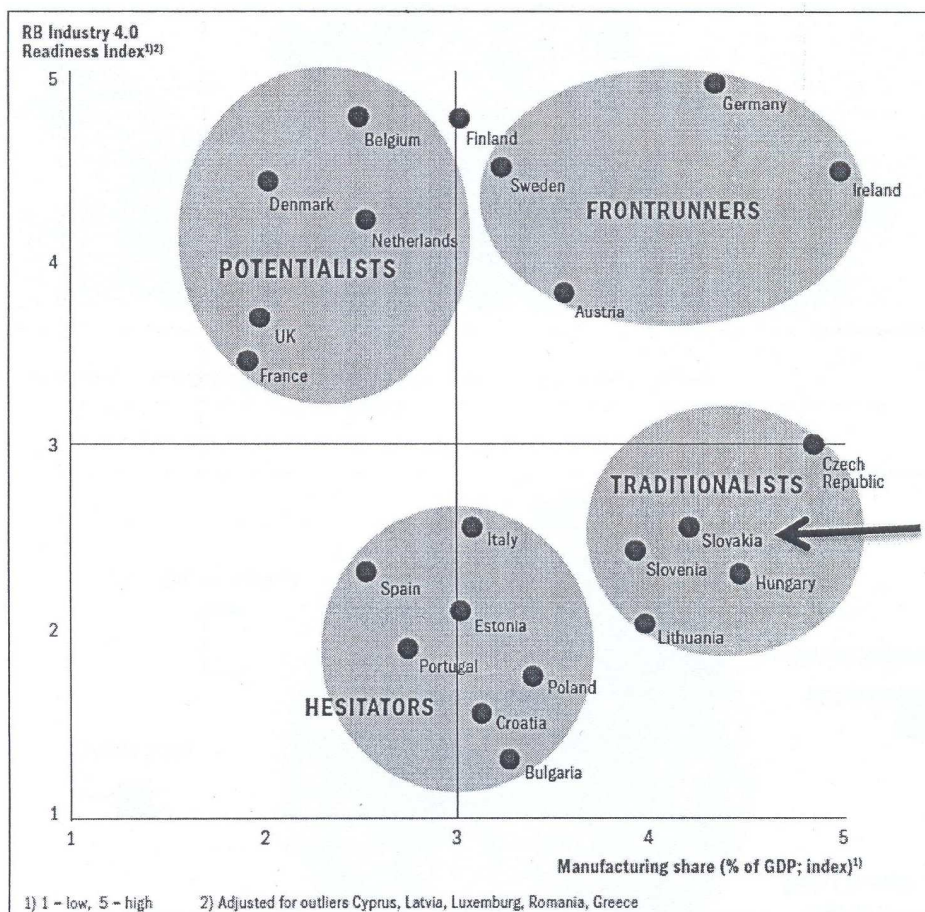 RB Industry 4.0
Readiness Index¹⁾²⁾
5
Germany
Belgium
Finland
Sweden
Ireland
Denmark
FRONTRUNNERS
Netherlands
4
POTENTIALISTS
Austria
UK
France
3
Czech
Republic
TRADITIONALISTS
Italy
Slovakia
Slovenia
Hungary
Spain
Estonia
2
Lithuania
Portugal
Poland
HESITATORS
Croatia
Bulgaria
1
1 2 3 4 5
Manufacturing share (% of GDP; index)¹⁾
1) 1 – low, 5 – high 2) Adjusted for outliers Cyprus, Latvia, Luxemburg, Romania, Greece